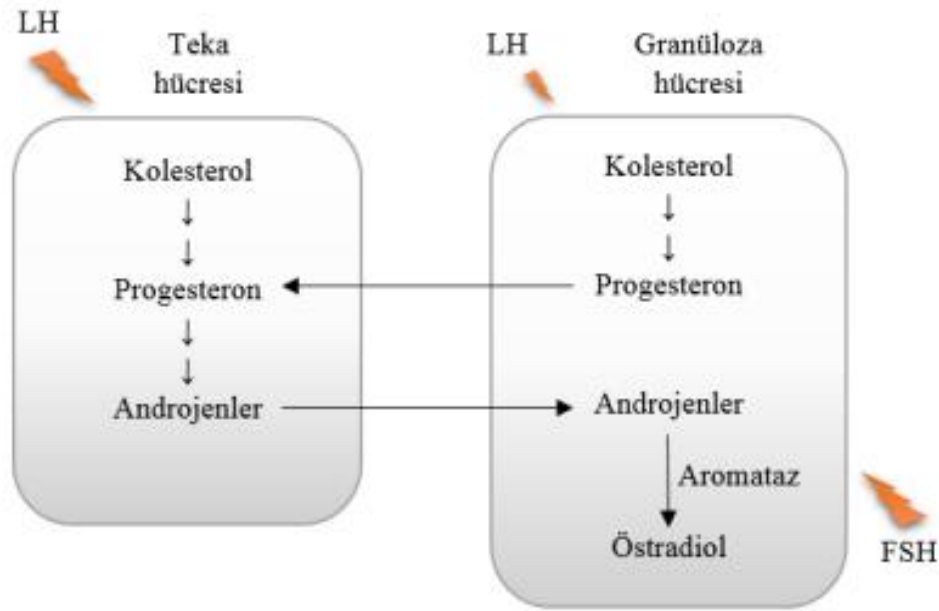 LH
Teka
hücresi
Kolesterol
↓
↓
Progesteron
↓
↓
Androjenler
LH
Granüloza
hücresi
Kolesterol
↓
↓
Progesteron
Androjenler
Aromataz
Östradiol
FSH